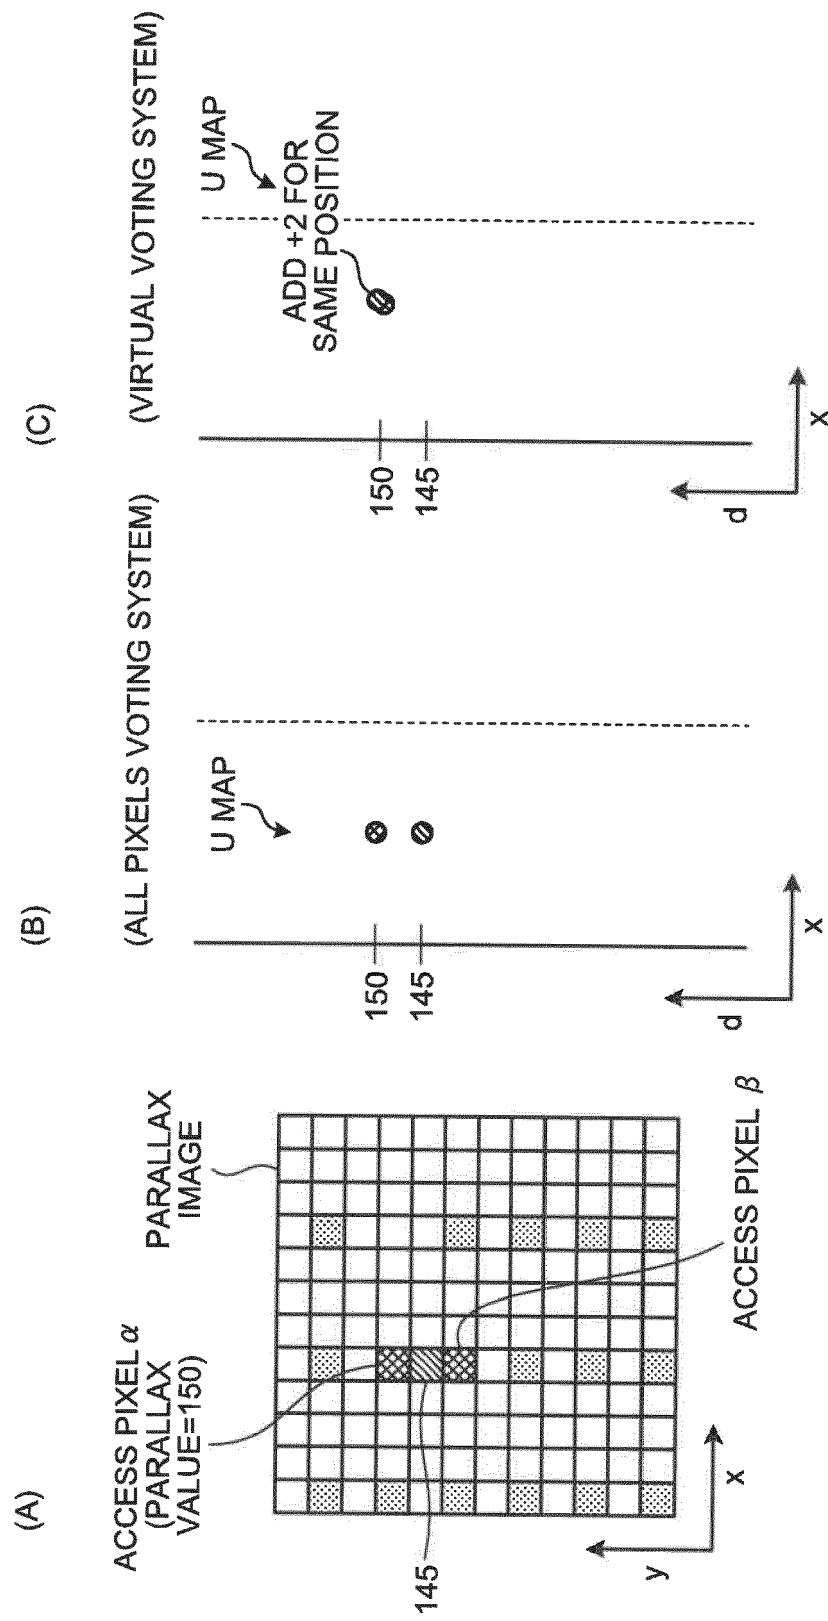 (A)
ACCESS PIXEL α
(PARALLAX
VALUE=150)
PARALLAX
IMAGE
145
ACCESS PIXEL β
y
x
(B)
(ALL PIXELS VOTING SYSTEM)
U MAP
150
145
d
x
(C)
(VIRTUAL VOTING SYSTEM)
U MAP
ADD +2 FOR
SAME POSITION
150
145
d
x